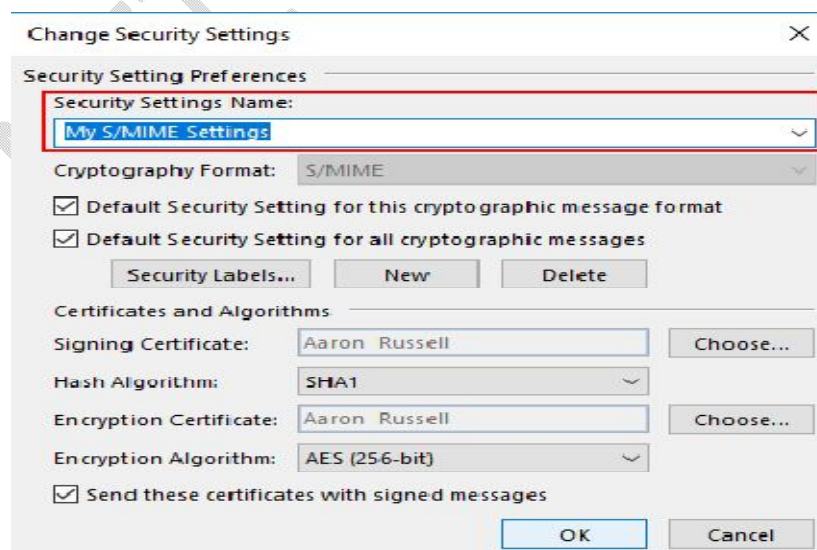 Change Security Settings
Security Setting Preferences
Security Settings Name:
My S/MIME Settings
Cryptography Format: S/MIME
Default Security Setting for this cryptographic message format
Default Security Setting for all cryptographic messages
Security Labels... New Delete
Certificates and Algorithms
Signing Certificate: Aaron Russell Choose...
Hash Algorithm: SHA1
Encryption Certificate: Aaron Russell Choose...
Encryption Algorithm: AES (256-bit)
Send these certificates with signed messages
OK Cancel